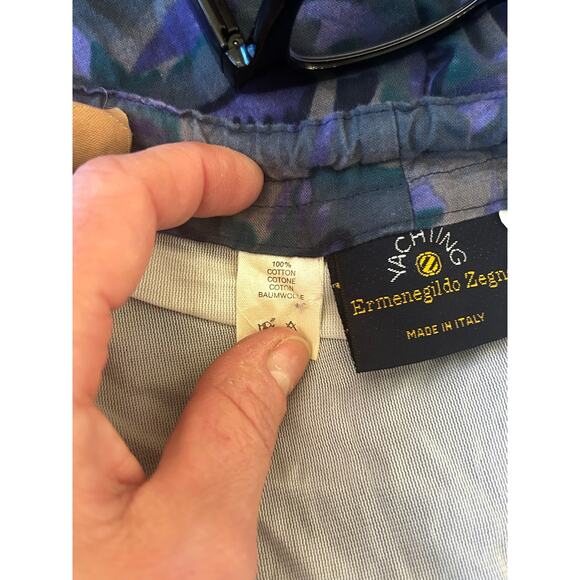 100%
COTTON
COTONE
COTON
BAUMWOLLE
YACHTING
Z
Ermenegildo Zegn
MADE IN ITALY